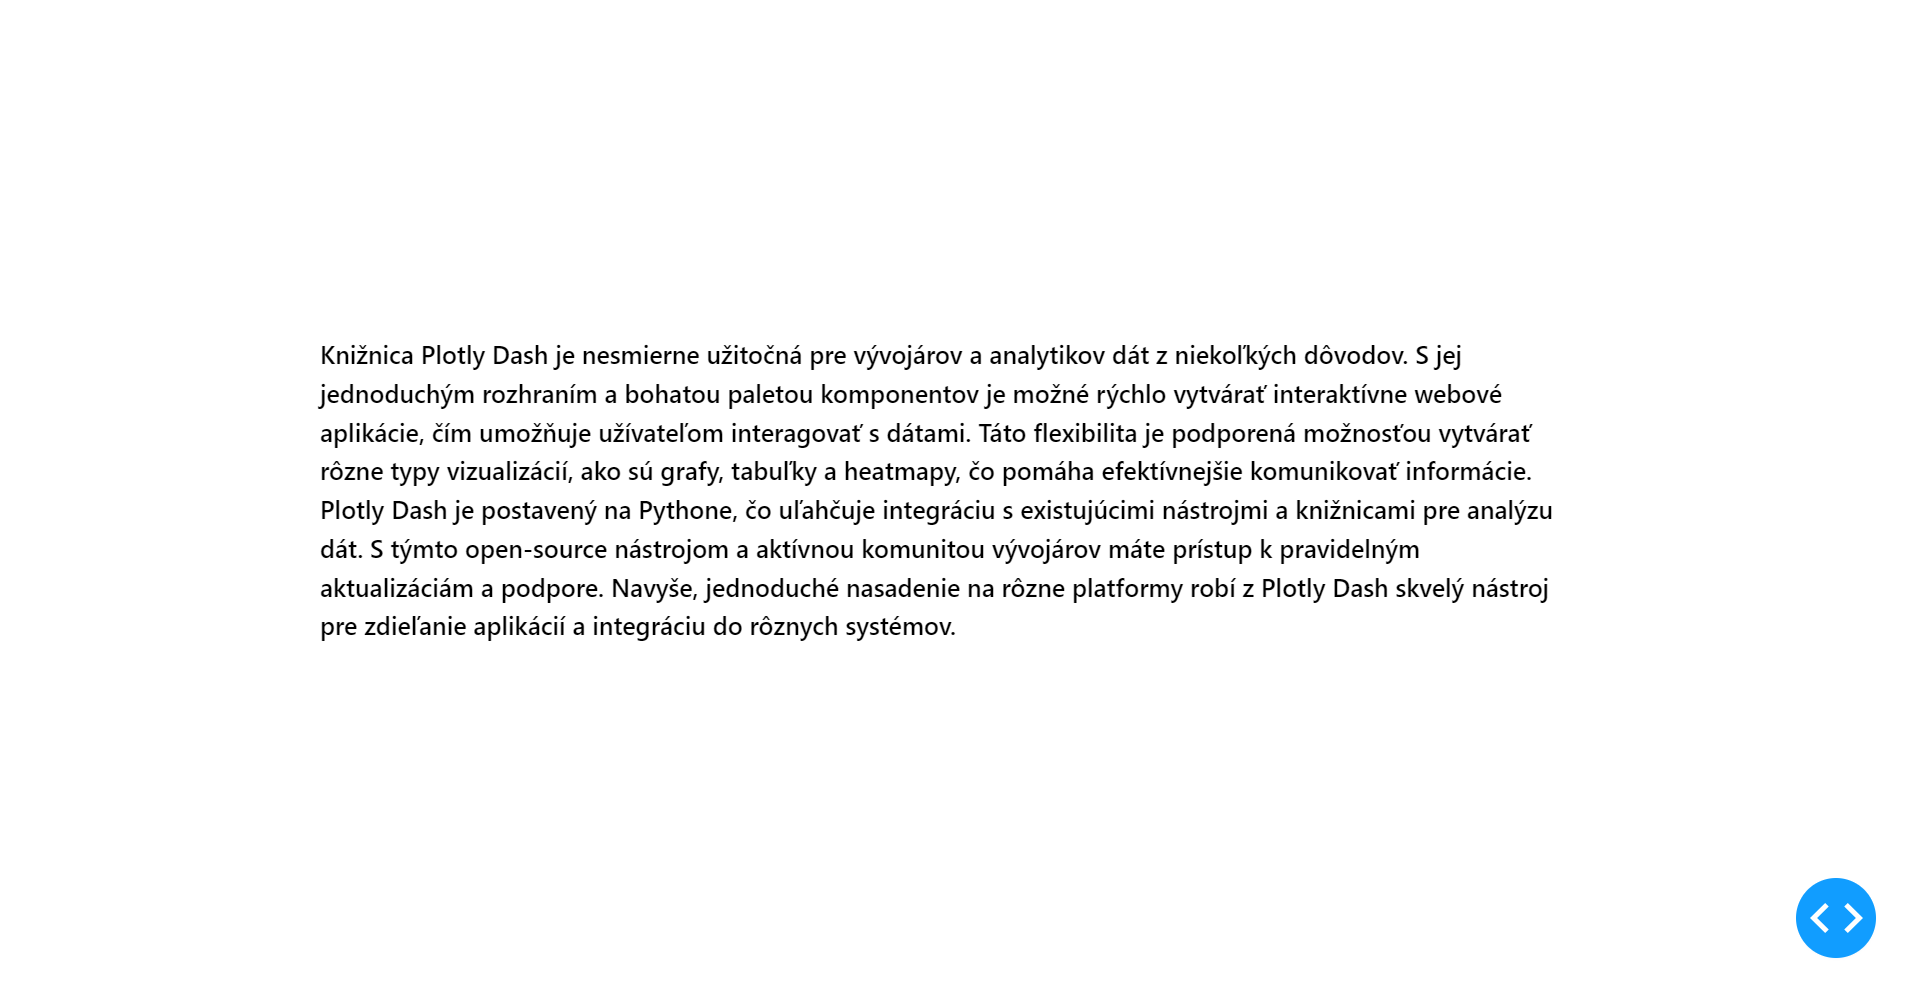 Knižnica Plotly Dash je nesmierne užitočná pre vývojárov a analytikov dát z niekoľkých dôvodov. S jej
jednoduchým rozhraním a bohatou paletou komponentov je možné rýchlo vytvárať interaktívne webové
aplikácie, čím umožňuje užívateľom interagovať s dátami. Táto flexibilita je podporená možnosťou vytvárať
rôzne typy vizualizácií, ako sú grafy, tabuľky a heatmapy, čo pomáha efektívnejšie komunikovať informácie.
Plotly Dash je postavený na Pythone, čo uľahčuje integráciu s existujúcimi nástrojmi a knižnicami pre analýzu
dát. S týmto open-source nástrojom a aktívnou komunitou vývojárov máte prístup k pravidelným
aktualizáciám a podpore. Navyše, jednoduché nasadenie na rôzne platformy robí z Plotly Dash skvelý nástroj
pre zdieľanie aplikácií a integráciu do rôznych systémov.